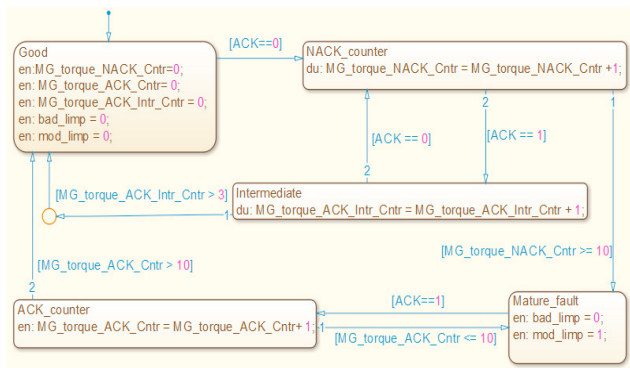 Good
en:MG_torque_NACK_Cntr=0;
en: MG_torque_ACK_Cntr= 0;
en: MG_torque_ACK_Intr_Cntr = 0;
en: bad_limp = 0;
en: mod_limp = 0;
[ACK==0]
NACK_counter
du: MG_torque_NACK_Cntr = MG_torque_NACK_Cntr +1;
2
1
[ACK == 0]
[ACK == 1]
2
[MG_torque_ACK_Intr_Cntr > 3]
1
Intermediate
du: MG_torque_ACK_Intr_Cntr = MG_torque_ACK_Intr_Cntr + 1;
[MG_torque_NACK_Cntr >= 10]
[MG_torque_ACK_Cntr > 10]
2
ACK_counter
en: MG_torque_ACK_Cntr = MG_torque_ACK_Cntr+ 1;
[ACK==1]
1
[MG_torque_ACK_Cntr <= 10]
Mature_fault
en: bad_limp = 0;
en: mod_limp = 1;